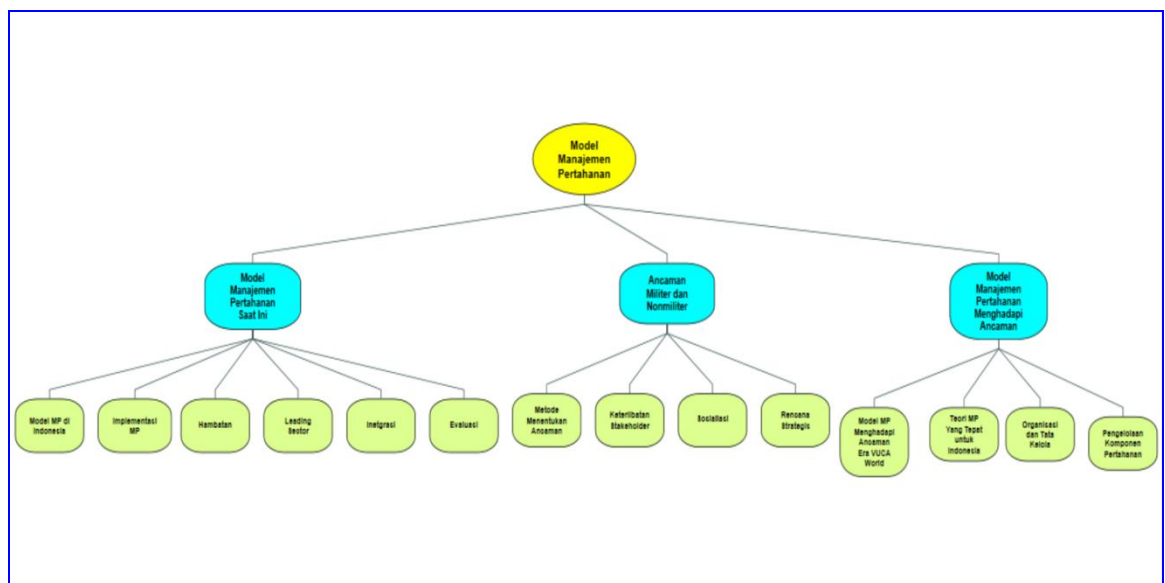 Model
Manajemen
Pertahanan
Model
Manajemen
Pertahanan
Saat Ini
Ancaman
Militer dan
Nonmiliter
Model
Manajemen
Pertahanan
Menghadapi
Ancaman
Model MP di
Indonesia
Implementasi
MP
Hambatan
Leading
Sector
Inetgrasi
Evaluasi
Metode
Menentukan
Ancaman
Keterlibatan
Stakeholder
Sosialiasi
Rencana
Strategis
Model MP
Menghadapi
Ancaman
Era VUCA
World
Teori MP
Yang Tepat
untuk
Indonesia
Organisasi
dan Tata
Kelola
Pengelolaan
Komponen
Pertahanan